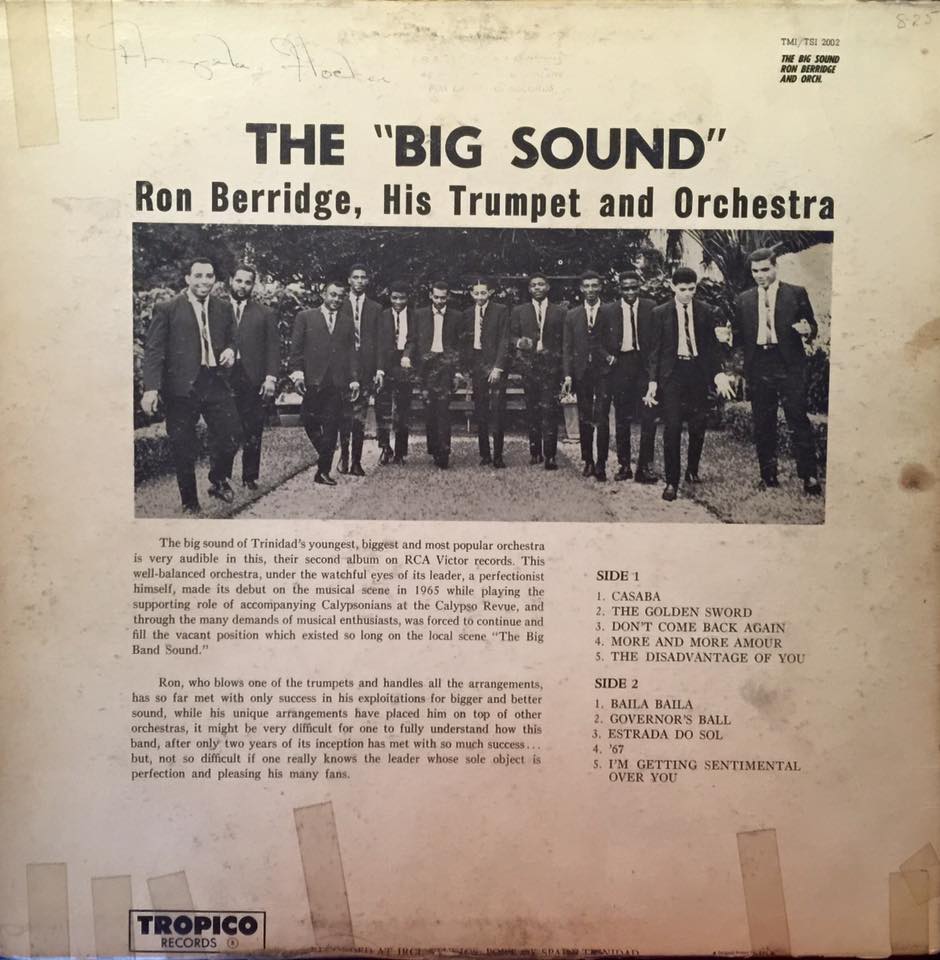 8.25
TMI/TSI 2002
THE BIG SOUND
RON BERRIDGE
AND ORCH.
THE "BIG SOUND"
Ron Berridge, His Trumpet and Orchestra
The big sound of Trinidad's youngest, biggest and most popular orchestra
is very audible in this, their second album on RCA Victor records. This
well-balanced orchestra, under the watchful eyes of its leader, a perfectionist
himself, made its debut on the musical scene in 1965 while playing the
supporting role of accompanying Calypsonians at the Calypso Revue, and
through the many demands of musical enthusiasts, was forced to continue and
fill the vacant position which existed so long on the local scene "The Big
Band Sound."
Ron, who blows one of the trumpets and handles all the arrangements,
has so far met with only success in his exploitations for bigger and better
sound, while his unique arrangements have placed him on top of other
orchestras, it might be very difficult for one to fully understand how this
band, after only two years of its inception has met with so much success...
but, not so difficult if one really knows the leader whose sole object is
perfection and pleasing his many fans.
SIDE 1
1. CASABA
2. THE GOLDEN SWORD
3. DON'T COME BACK AGAIN
4. MORE AND MORE AMOUR
5. THE DISADVANTAGE OF YOU
SIDE 2
1. BAILA BAILA
2. GOVERNOR'S BALL
3. ESTRADA DO SOL
4. '67
5. I'M GETTING SENTIMENTAL
OVER YOU
TROPICO
RECORDS ®
RECORDED AT PORT OF SPAIN TRINIDAD